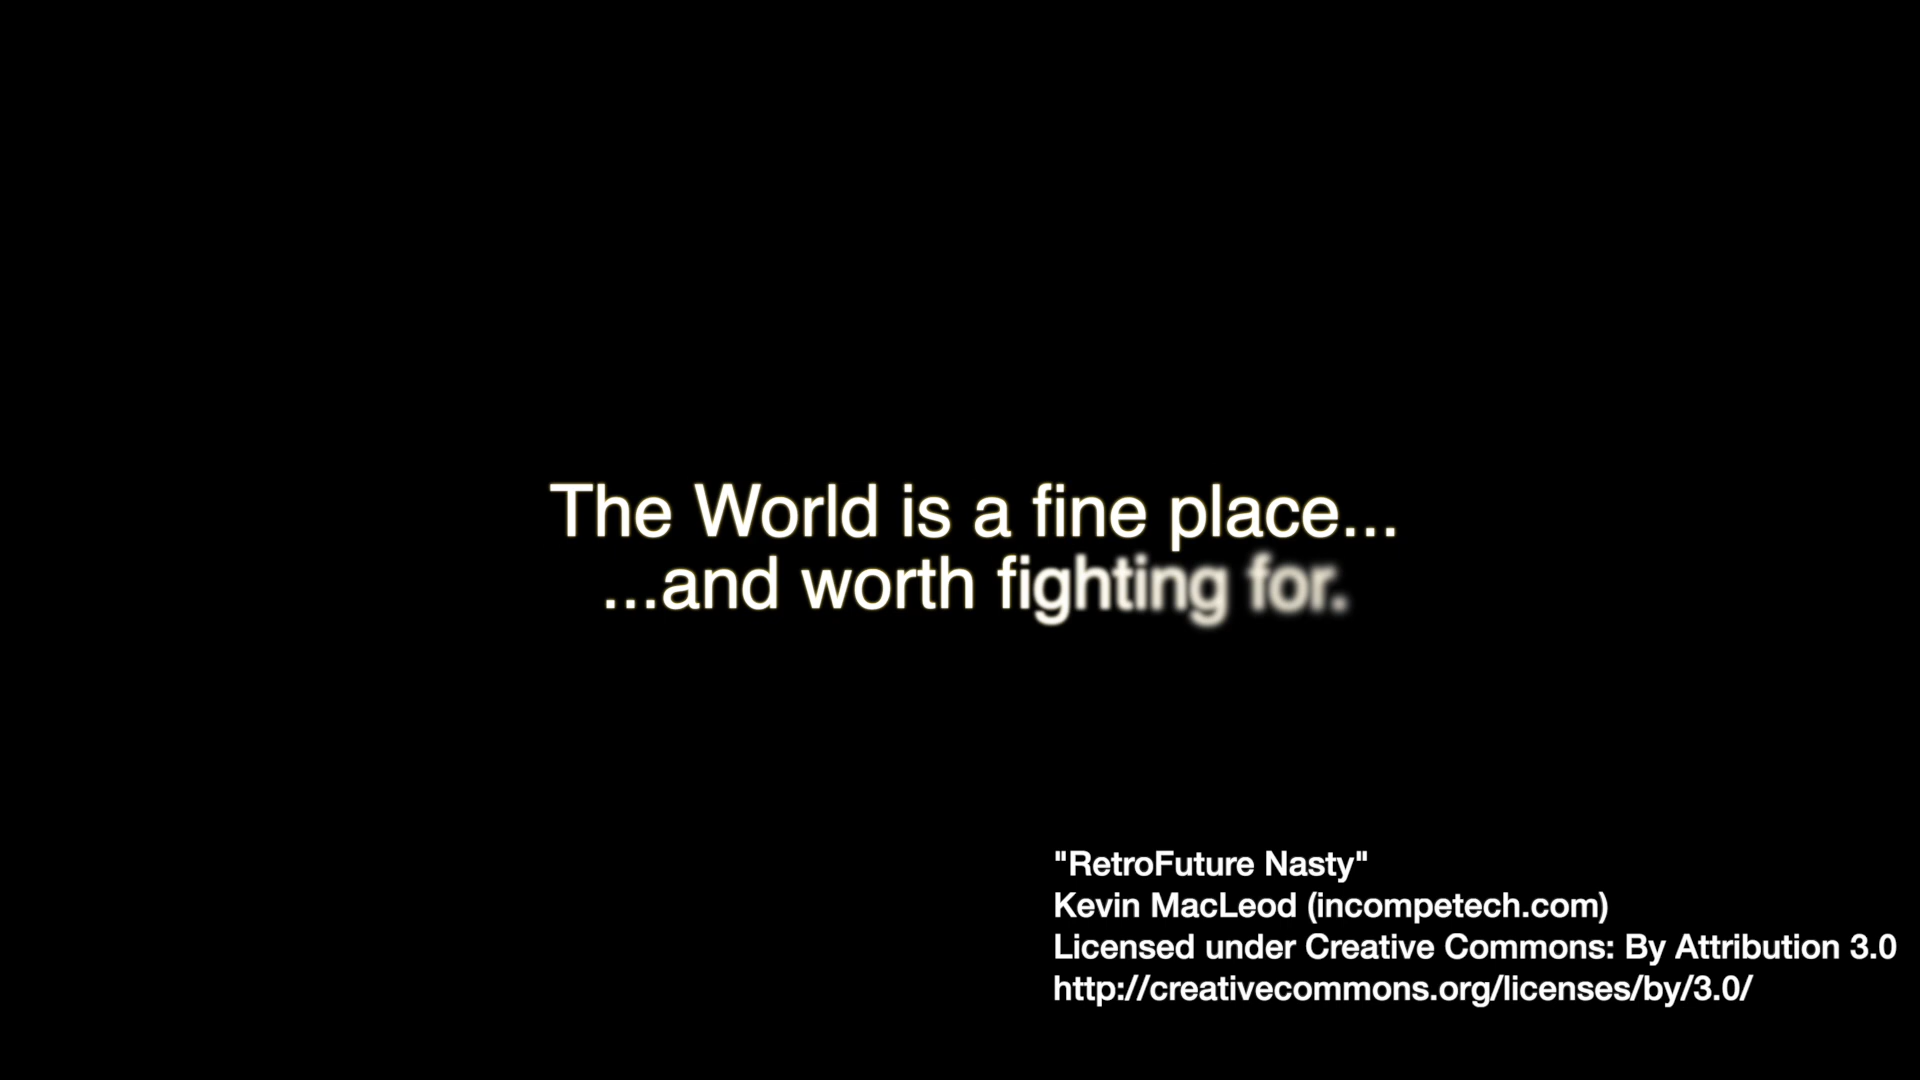 The World is a fine place...
...and worth fighting for.
"RetroFuture Nasty"
Kevin MacLeod (incompetech.com)
Licensed under Creative Commons: By Attribution 3.0
http://creativecommons.org/licenses/by/3.0/